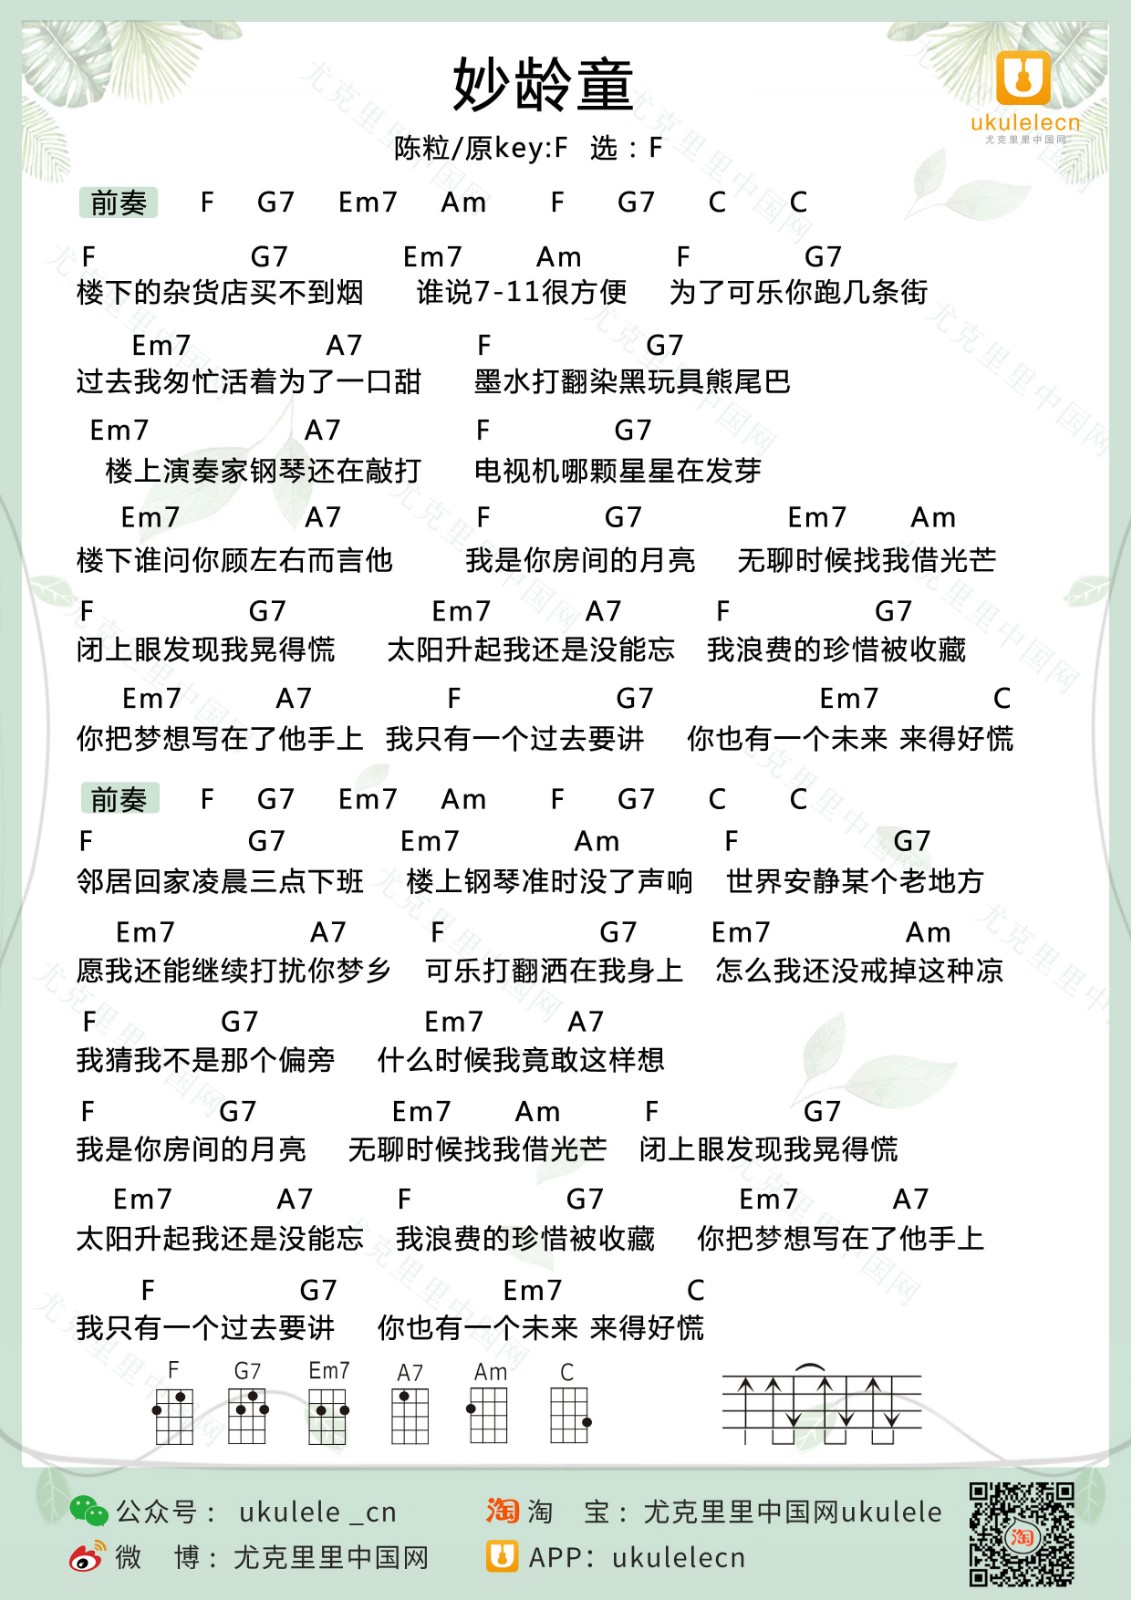 妙龄童
ukulelecn
尤克里里中国网
陈粒/原key:F 选：F
前奏 F G7 Em7 Am F G7 C C
F G7 Em7 Am F G7
楼下的杂货店买不到烟 谁说7-11很方便 为了可乐你跑几条街
Em7 A7 F G7
过去我匆忙活着为了一口甜 墨水打翻染黑玩具熊尾巴
Em7 A7 F G7
楼上演奏家钢琴还在敲打 电视机哪颗星星在发芽
Em7 A7 F G7 Em7 Am
楼下谁问你顾左右而言他 我是你房间的月亮 无聊时候找我借光芒
F G7 Em7 A7 F G7
闭上眼发现我晃得慌 太阳升起我还是没能忘 我浪费的珍惜被收藏
Em7 A7 F G7 Em7 C
你把梦想写在了他手上 我只有一个过去要讲 你也有一个未来 来得好慌
前奏 F G7 Em7 Am F G7 C C
F G7 Em7 Am F G7
邻居回家凌晨三点下班 楼上钢琴准时没了声响 世界安静某个老地方
Em7 A7 F G7 Em7 Am
愿我还能继续打扰你梦乡 可乐打翻洒在我身上 怎么我还没戒掉这种凉
F G7 Em7 A7
我猜我不是那个偏旁 什么时候我竟敢这样想
F G7 Em7 Am F G7
我是你房间的月亮 无聊时候找我借光芒 闭上眼发现我晃得慌
Em7 A7 F G7 Em7 A7
太阳升起我还是没能忘 我浪费的珍惜被收藏 你把梦想写在了他手上
F G7 Em7 C
我只有一个过去要讲 你也有一个未来 来得好慌
F G7 Em7 A7 Am C
公众号： ukulele _cn 淘 淘 宝：尤克里里中国网ukulele
微 博：尤克里里中国网 APP：ukulelecn
淘